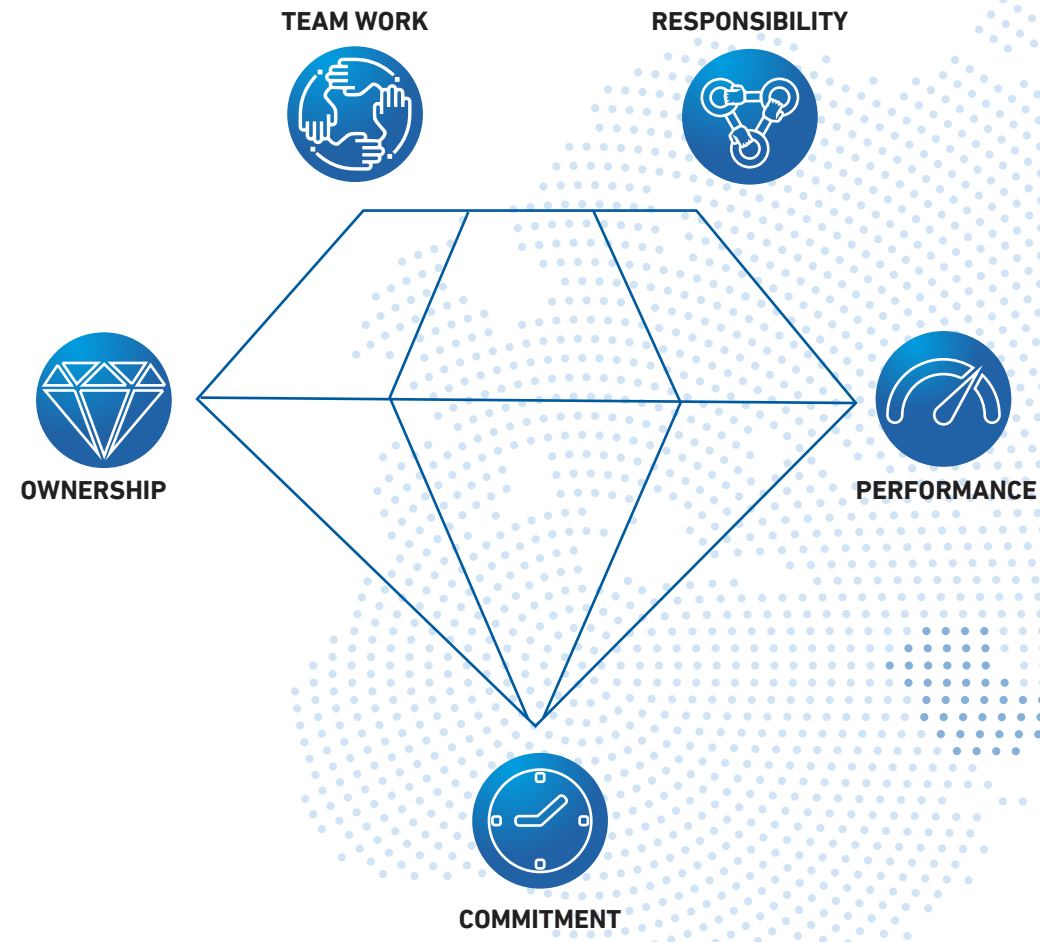 TEAM WORK
RESPONSIBILITY
OWNERSHIP
PERFORMANCE
COMMITMENT